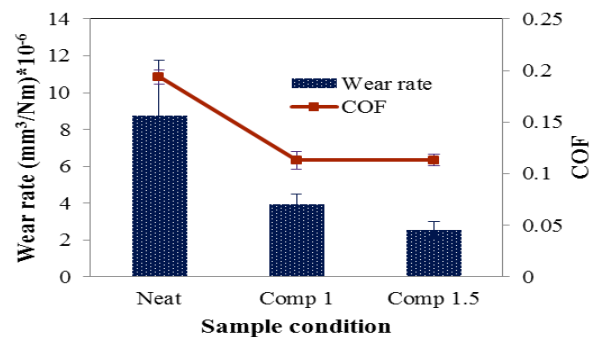 Wear rate (mm³/Nm)*10⁻⁶
14
12
10
8
6
4
2
0
Wear rate
COF
0.25
0.2
0.15
0.1
0.05
0
COF
Neat
Comp 1
Comp 1.5
Sample condition